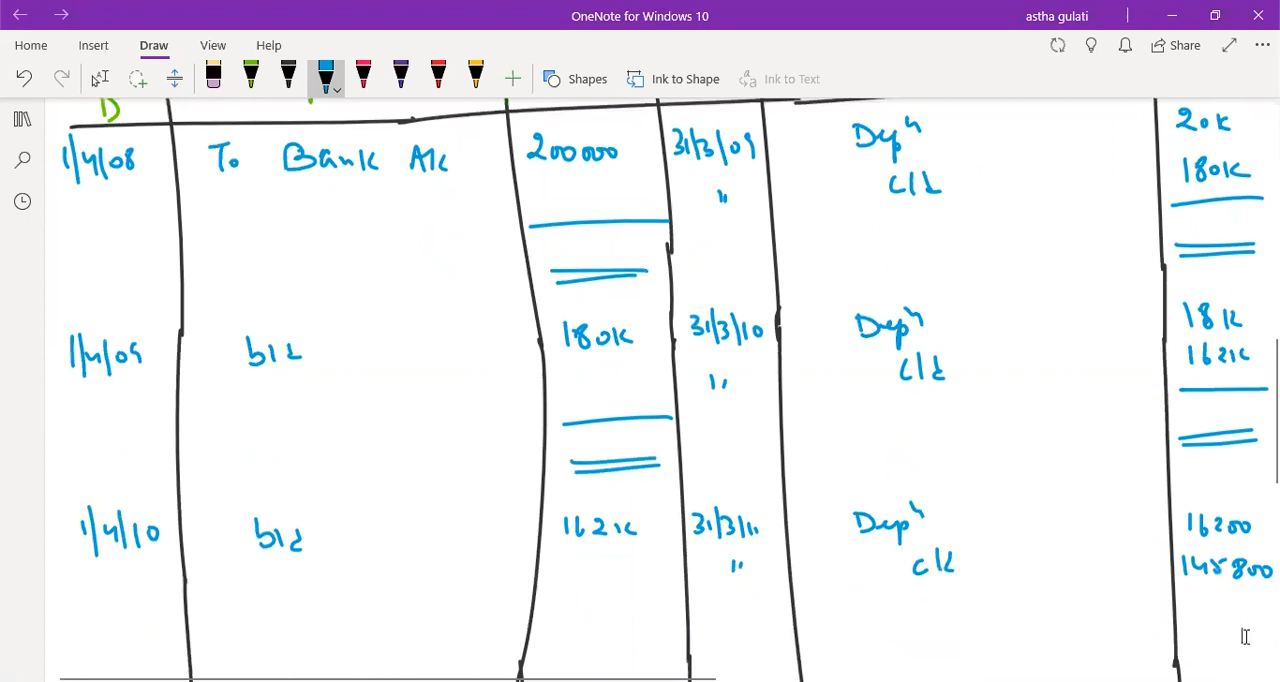 OneNote for Windows 10
astha gulati
Home Insert Draw View Help
Share
Shapes
Ink to Shape
Ink to Text
D
1/4/08 To Bank A/c 200000 31/3/09 Depⁿ 20K
" c/d 180K
1/4/09 b/d 180K 31/3/10 Depⁿ 18K
" c/d 162K
1/4/10 b/d 162K 31/3/11 Depⁿ 16200
" c/d 145800